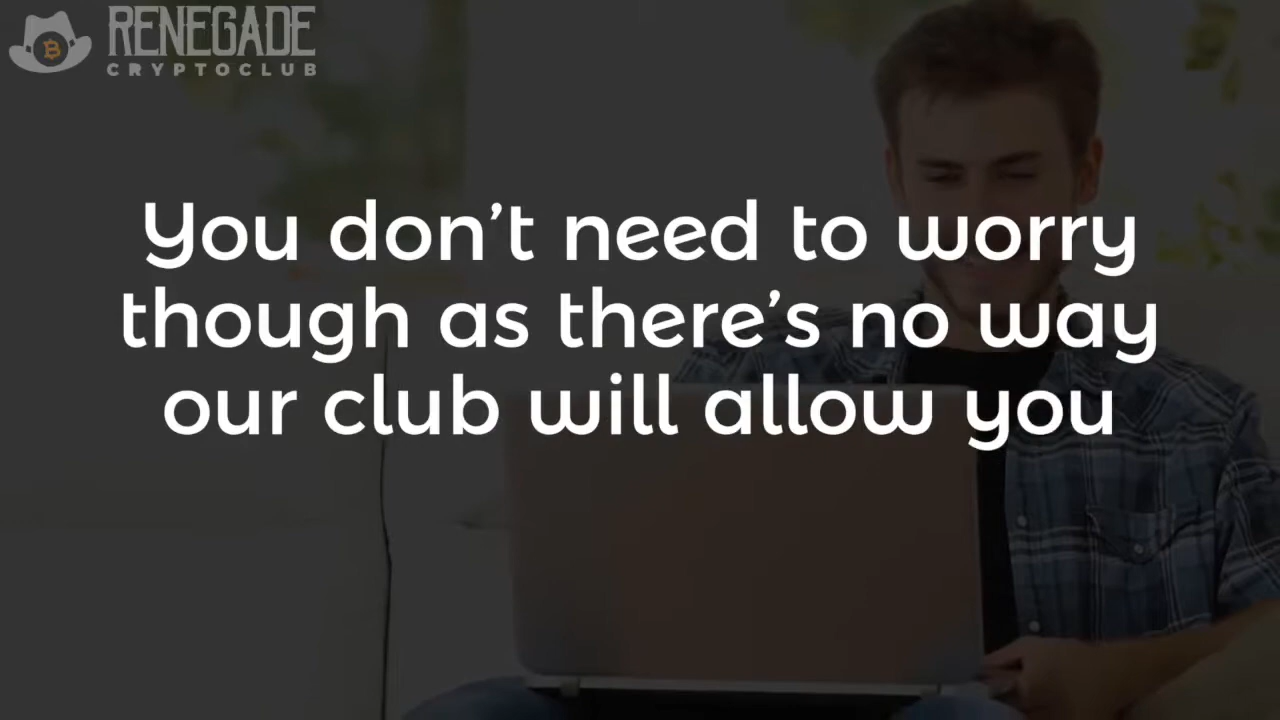 RENEGADE
CRYPTOCLUB
You don't need to worry
though as there's no way
our club will allow you